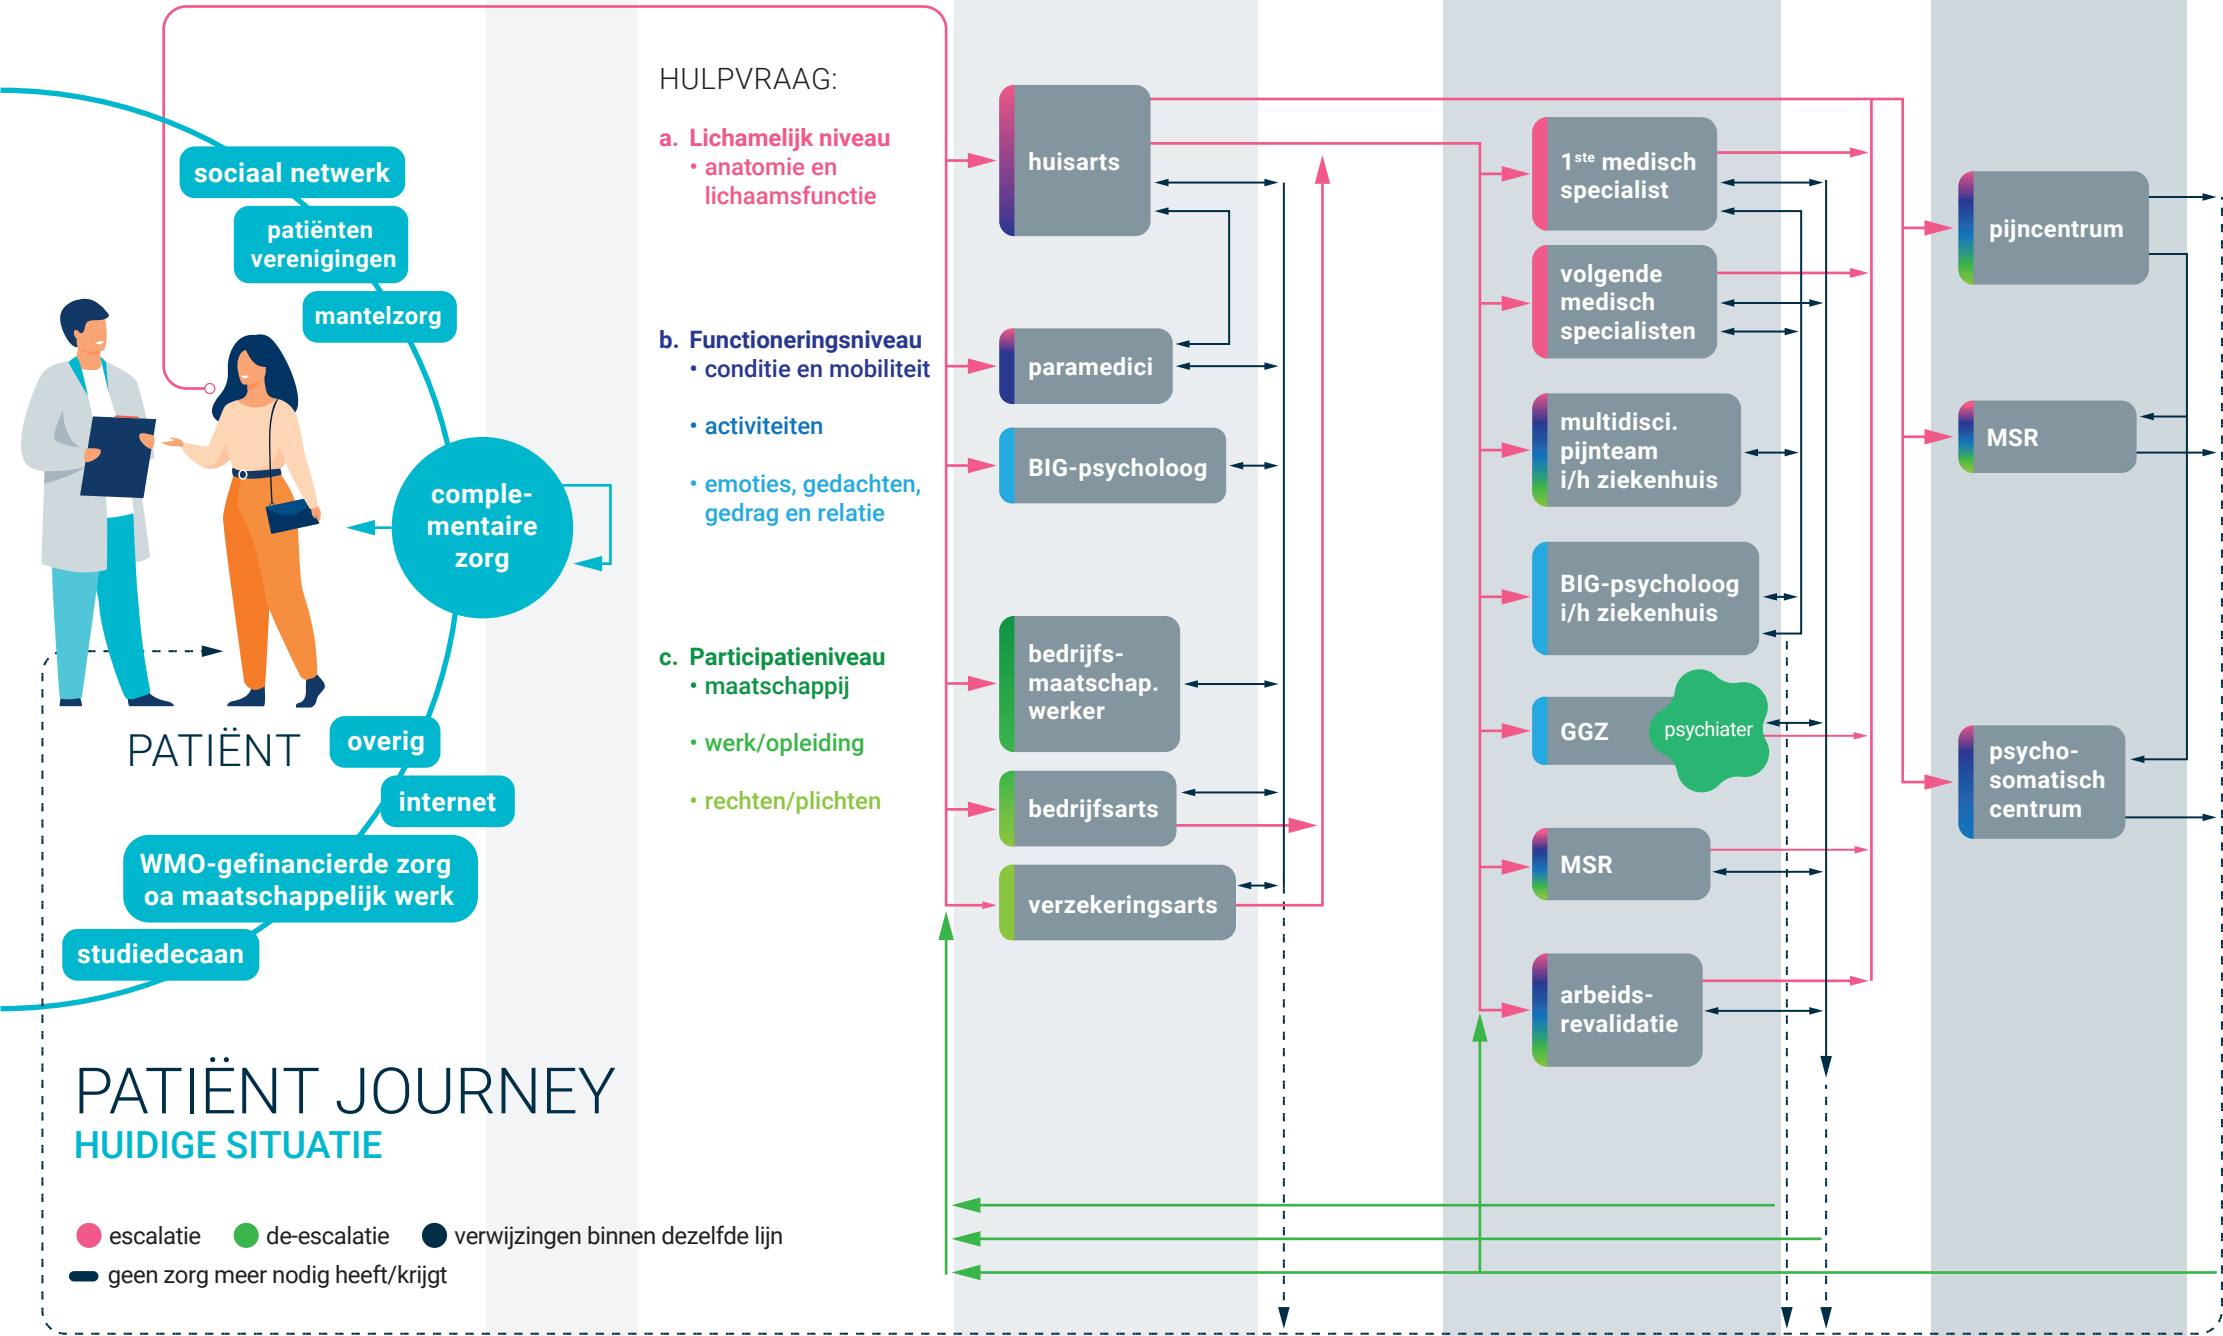 sociaal netwerk
patiënten
verenigingen
mantelzorg
comple-
mentaire
zorg
PATIËNT
overig
internet
WMO-gefinancierde zorg
oa maatschappelijk werk
studiedecaan
HULPVRAAG:
a. Lichamelijk niveau
• anatomie en
lichaamsfunctie
b. Functioneringsniveau
• conditie en mobiliteit
• activiteiten
• emoties, gedachten,
gedrag en relatie
c. Participatieniveau
• maatschappij
• werk/opleiding
• rechten/plichten
huisarts
paramedici
BIG-psycholoog
bedrijfs-
maatschap.
werker
bedrijfsarts
verzekeringsarts
1ste medisch
specialist
volgende
medisch
specialisten
multidisci.
pijnteam
i/h ziekenhuis
BIG-psycholoog
i/h ziekenhuis
GGZ
psychiater
MSR
arbeids-
revalidatie
pijncentrum
MSR
psycho-
somatisch
centrum
PATIËNT JOURNEY
HUIDIGE SITUATIE
escalatie de-escalatie verwijzingen binnen dezelfde lijn
geen zorg meer nodig heeft/krijgt